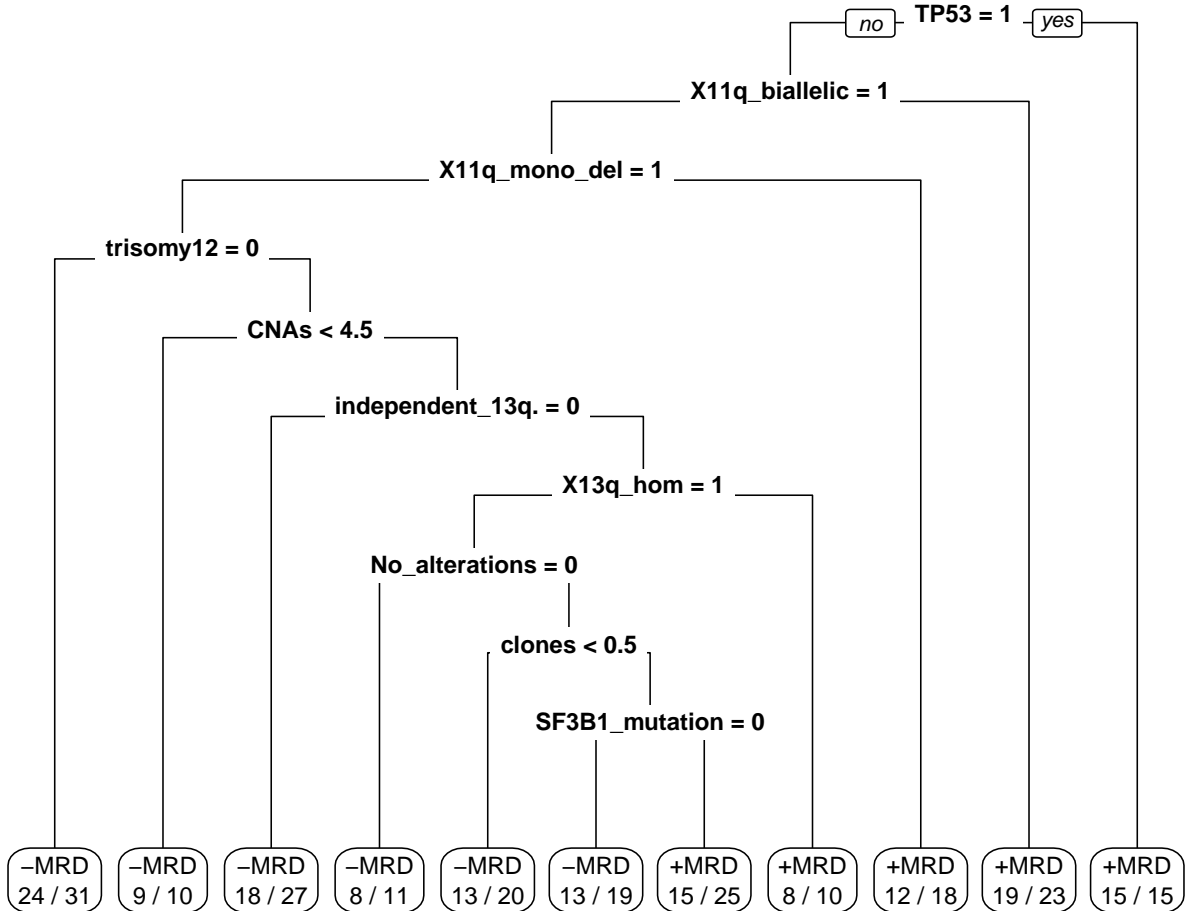 TP53 = 1
no
yes
X11q_biallelic = 1
X11q_mono_del = 1
trisomy12 = 0
CNAs < 4.5
independent_13q. = 0
X13q_hom = 1
No_alterations = 0
clones < 0.5
SF3B1_mutation = 0
–MRD
24 / 31
–MRD
9 / 10
–MRD
18 / 27
–MRD
8 / 11
–MRD
13 / 20
–MRD
13 / 19
+MRD
15 / 25
+MRD
8 / 10
+MRD
12 / 18
+MRD
19 / 23
+MRD
15 / 15